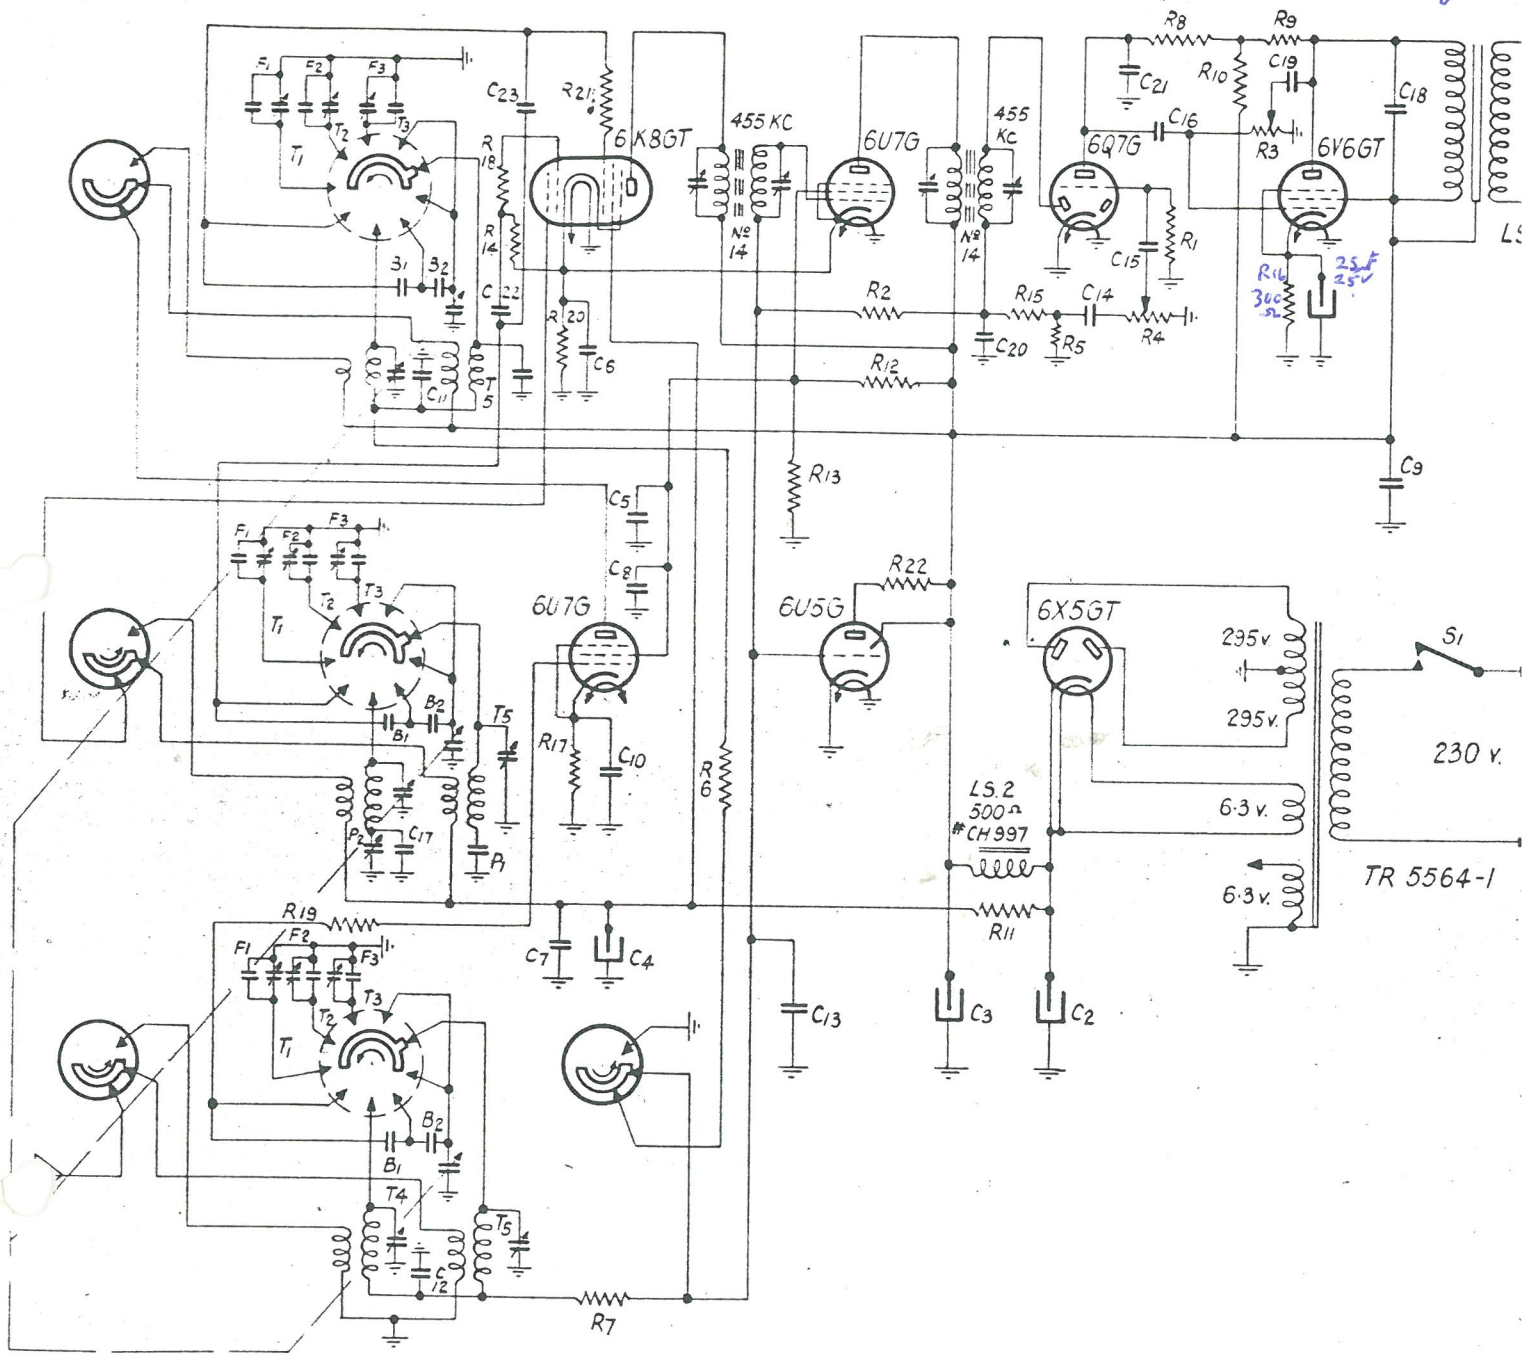 R8
R9
F1
F2
F3
C23
R21
C21
R10
C19
C18
6K8GT
455 KC
6U7G
455
KC
6Q7G
C16
R3
6V6GT
T1
T2
T3
R
18
R
14
Nº
14
Nº
14
C15
R1
LS
R16
300
Ω
25µF
25V
B1
B2
C22
R20
C6
R2
R15
C14
R4
C20
R5
C11
T
5
R12
R13
C9
C5
F1
F2
F3
C8
T1
T2
T3
6U7G
6U5G
R22
6X5GT
295 v.
295 v.
S1
230 v.
B1
B2
T5
R17
C10
R
6
LS.2
500 Ω
#CH997
6·3 v.
6·3 v.
TR 5564-1
P2
C17
P1
R19
R11
F1
F2
F3
C7
C4
C13
C3
C2
T1
T2
T3
B1
B2
T4
T5
C
12
R7